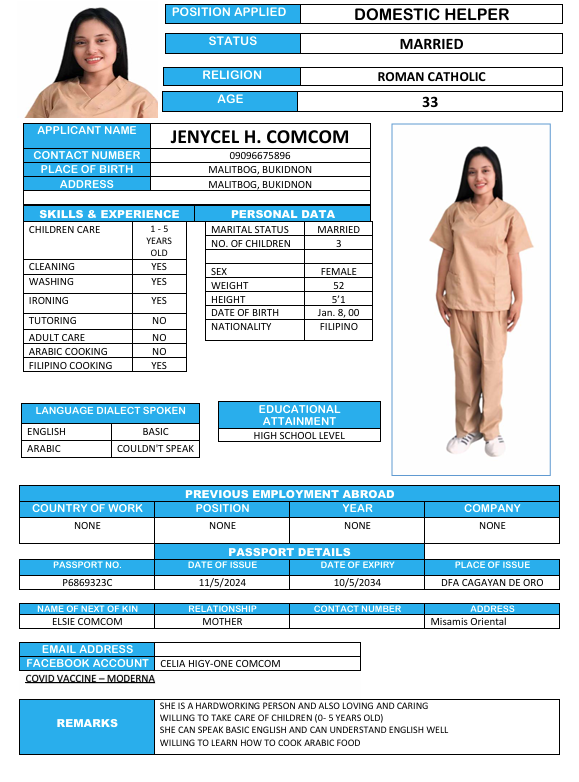 POSITION APPLIED DOMESTIC HELPER
STATUS MARRIED
RELIGION ROMAN CATHOLIC
AGE 33
APPLICANT NAME JENYCEL H. COMCOM
CONTACT NUMBER 09096675896
PLACE OF BIRTH MALITBOG, BUKIDNON
ADDRESS MALITBOG, BUKIDNON
SKILLS & EXPERIENCE
CHILDREN CARE 1 - 5
YEARS
OLD
CLEANING YES
WASHING YES
IRONING YES
TUTORING NO
ADULT CARE NO
ARABIC COOKING NO
FILIPINO COOKING YES
PERSONAL DATA
MARITAL STATUS MARRIED
NO. OF CHILDREN 3
SEX FEMALE
WEIGHT 52
HEIGHT 5'1
DATE OF BIRTH Jan. 8, 00
NATIONALITY FILIPINO
LANGUAGE DIALECT SPOKEN
ENGLISH BASIC
ARABIC COULDN'T SPEAK
EDUCATIONAL
ATTAINMENT
HIGH SCHOOL LEVEL
PREVIOUS EMPLOYMENT ABROAD
COUNTRY OF WORK POSITION YEAR COMPANY
NONE NONE NONE NONE
PASSPORT DETAILS
PASSPORT NO. DATE OF ISSUE DATE OF EXPIRY PLACE OF ISSUE
P6869323C 11/5/2024 10/5/2034 DFA CAGAYAN DE ORO
NAME OF NEXT OF KIN RELATIONSHIP CONTACT NUMBER ADDRESS
ELSIE COMCOM MOTHER Misamis Oriental
EMAIL ADDRESS
FACEBOOK ACCOUNT CELIA HIGY-ONE COMCOM
COVID VACCINE – MODERNA
REMARKS
SHE IS A HARDWORKING PERSON AND ALSO LOVING AND CARING
WILLING TO TAKE CARE OF CHILDREN (0- 5 YEARS OLD)
SHE CAN SPEAK BASIC ENGLISH AND CAN UNDERSTAND ENGLISH WELL
WILLING TO LEARN HOW TO COOK ARABIC FOOD